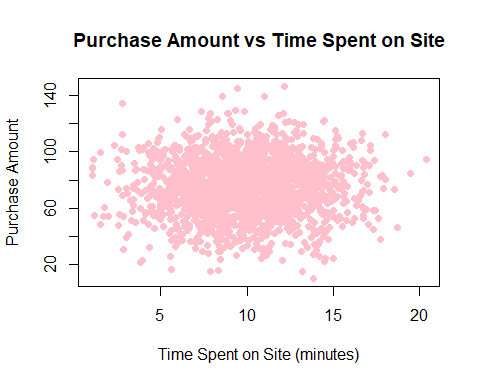 Purchase Amount vs Time Spent on Site
Purchase Amount
140
100
60
20
5 10 15 20
Time Spent on Site (minutes)